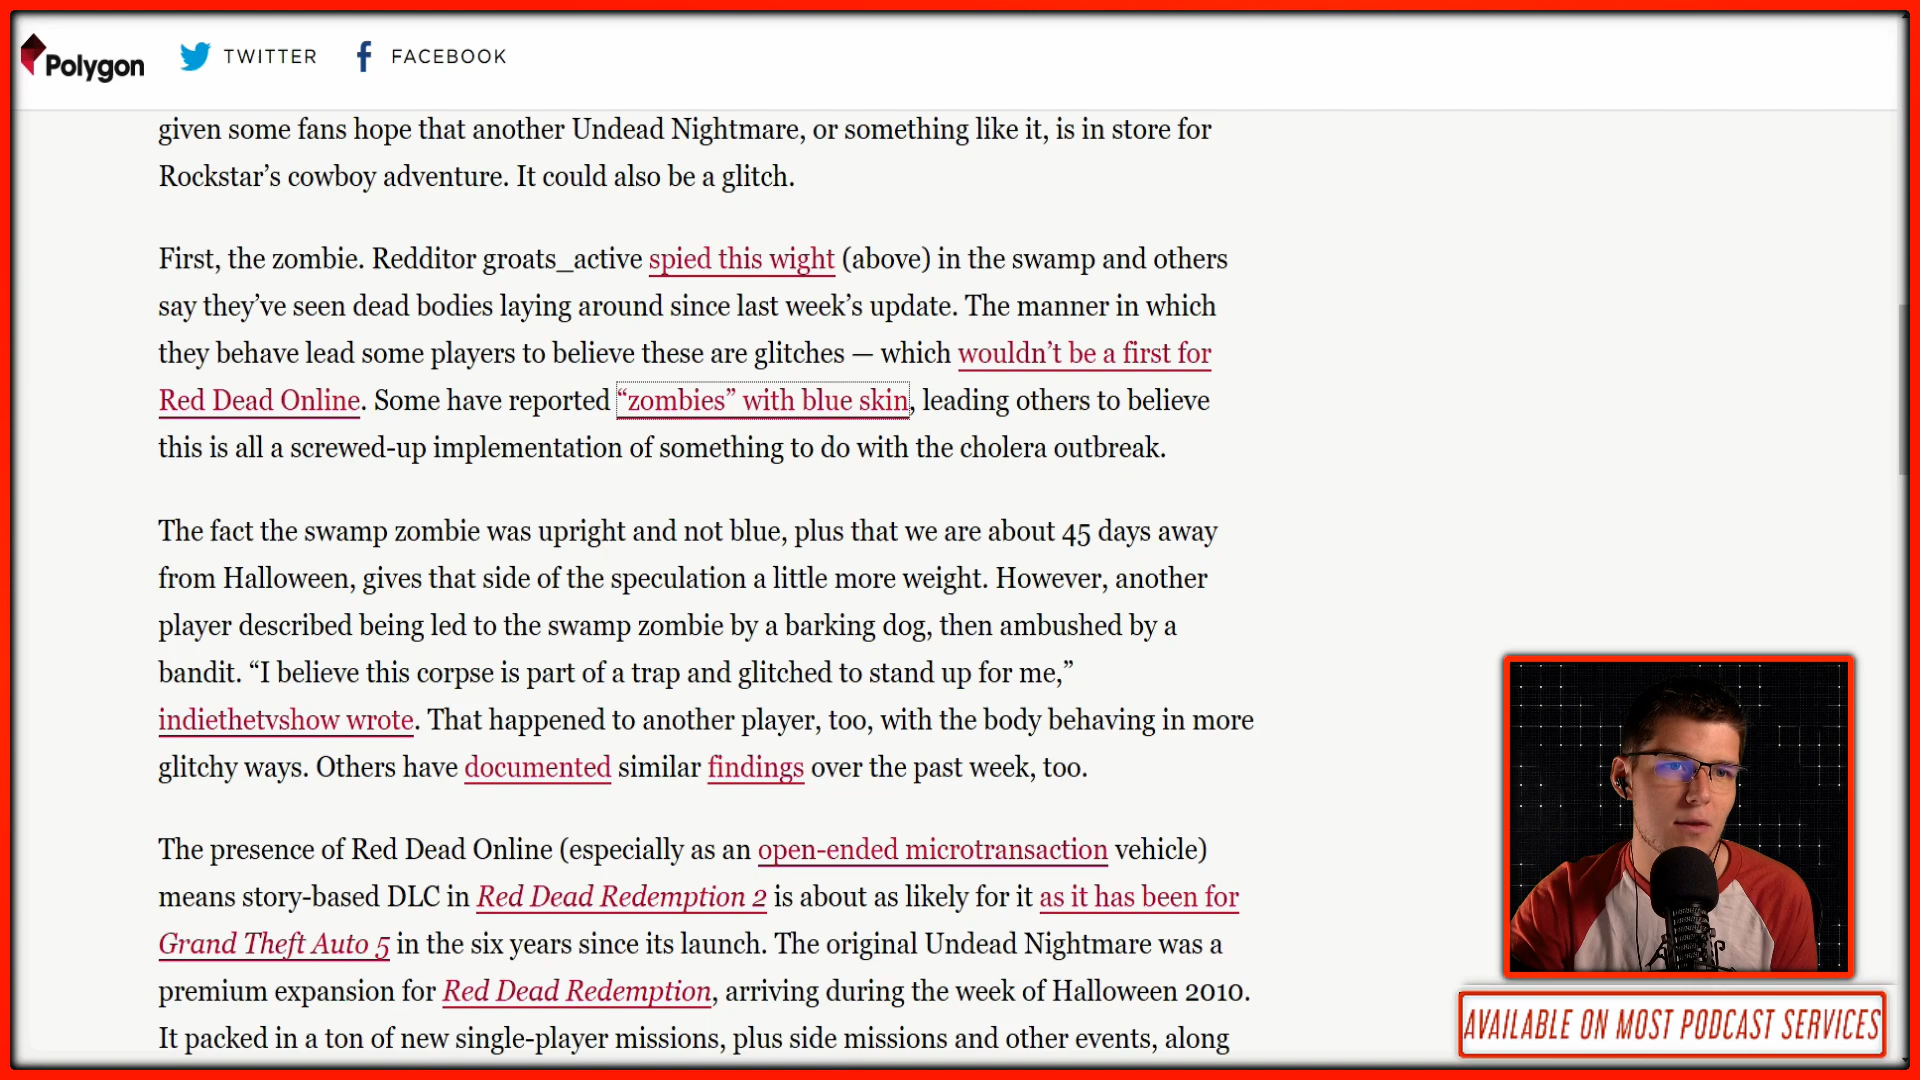 Polygon TWITTER FACEBOOK
given some fans hope that another Undead Nightmare, or something like it, is in store for
Rockstar’s cowboy adventure. It could also be a glitch.
First, the zombie. Redditor groats_active spied this wight (above) in the swamp and others
say they’ve seen dead bodies laying around since last week’s update. The manner in which
they behave lead some players to believe these are glitches — which wouldn’t be a first for
Red Dead Online. Some have reported “zombies” with blue skin, leading others to believe
this is all a screwed-up implementation of something to do with the cholera outbreak.
The fact the swamp zombie was upright and not blue, plus that we are about 45 days away
from Halloween, gives that side of the speculation a little more weight. However, another
player described being led to the swamp zombie by a barking dog, then ambushed by a
bandit. “I believe this corpse is part of a trap and glitched to stand up for me,”
indiethetvshow wrote. That happened to another player, too, with the body behaving in more
glitchy ways. Others have documented similar findings over the past week, too.
The presence of Red Dead Online (especially as an open-ended microtransaction vehicle)
means story-based DLC in Red Dead Redemption 2 is about as likely for it as it has been for
Grand Theft Auto 5 in the six years since its launch. The original Undead Nightmare was a
premium expansion for Red Dead Redemption, arriving during the week of Halloween 2010.
It packed in a ton of new single-player missions, plus side missions and other events, along
AVAILABLE ON MOST PODCAST SERVICES